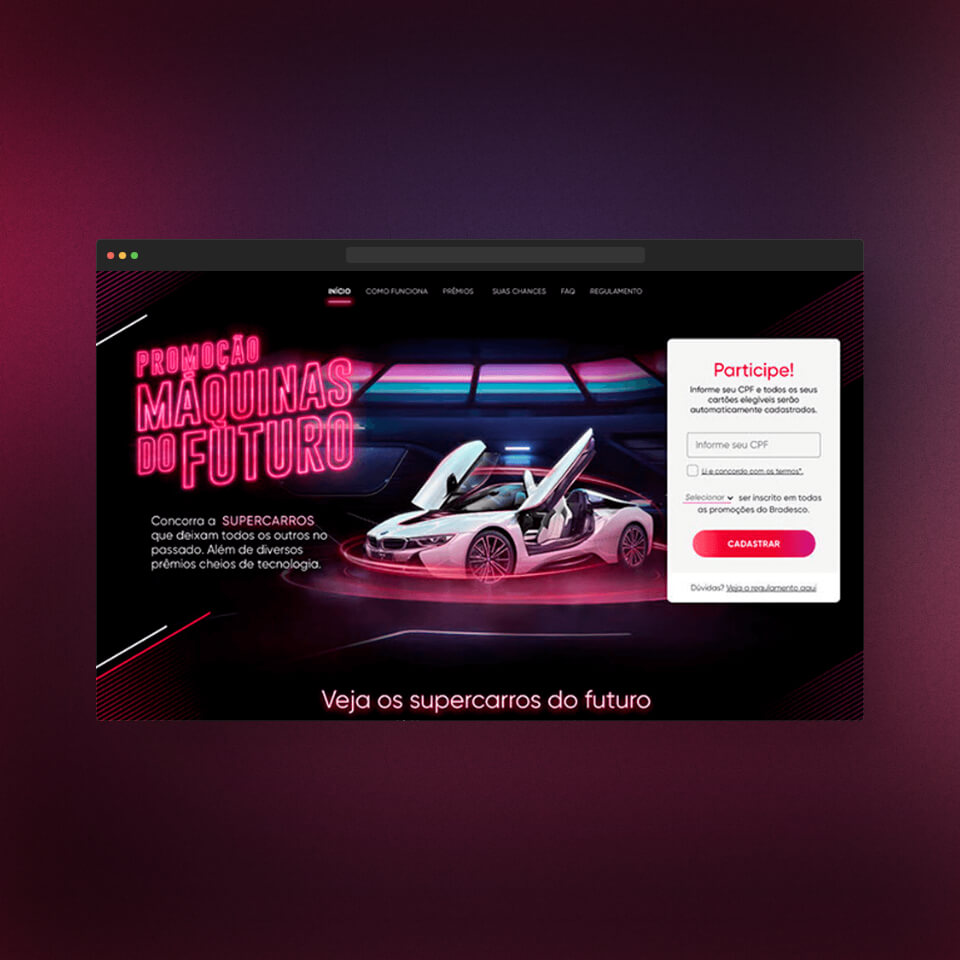 INÍCIO COMO FUNCIONA PRÊMIOS SUAS CHANCES FAQ REGULAMENTO
PROMOÇÃO
MÁQUINAS
DO FUTURO
Concorra a SUPERCARROS
que deixam todos os outros no
passado. Além de diversos
prêmios cheios de tecnologia.
Participe!
Informe seu CPF e todos os seus
cartões elegíveis serão
automaticamente cadastrados.
Informe seu CPF
Li e concordo com os termos*.
Selecionar ser inscrito em todas
as promoções do Bradesco.
CADASTRAR
Dúvidas? Veja o regulamento aqui
Veja os supercarros do futuro